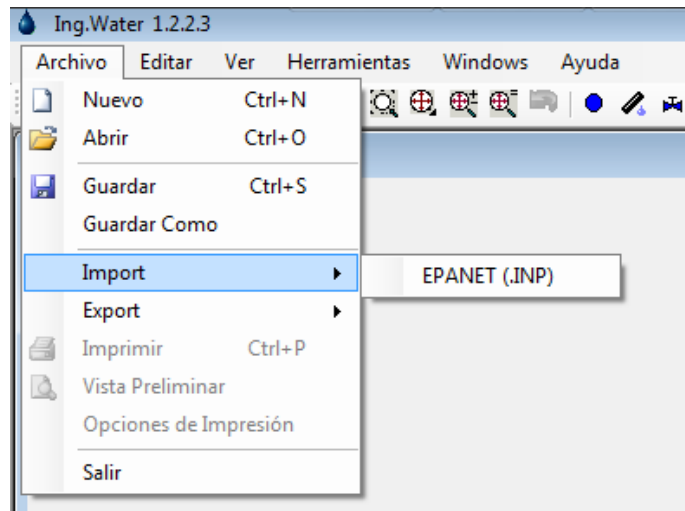 Ing.Water 1.2.2.3
Archivo Editar Ver Herramientas Windows Ayuda
Nuevo Ctrl+N
Abrir Ctrl+O
Guardar Ctrl+S
Guardar Como
Import EPANET (.INP)
Export
Imprimir Ctrl+P
Vista Preliminar
Opciones de Impresión
Salir